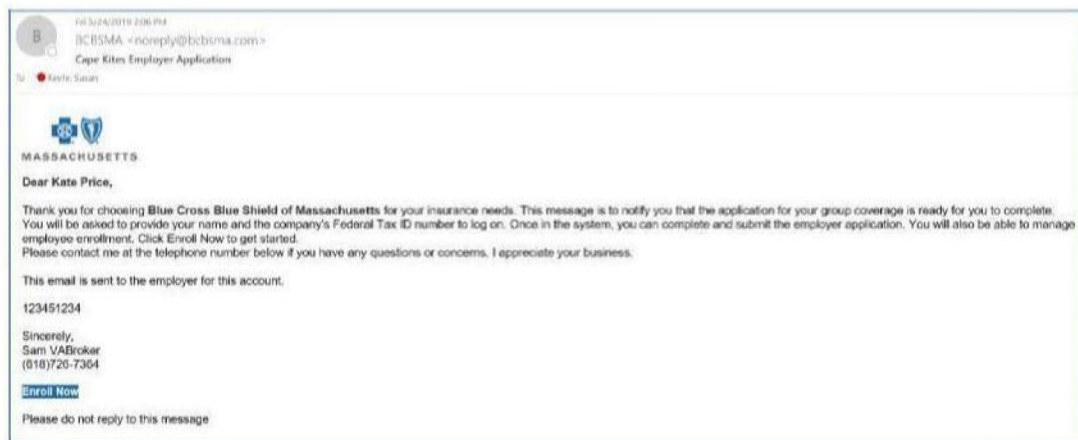 B
Fri 5/24/2019 2:06 PM
BCBSMA <noreply@bcbsma.com>
Cape Kites Employer Application
To
Susan
MASSACHUSETTS
Dear Kate Price,
Thank you for choosing Blue Cross Blue Shield of Massachusetts for your insurance needs. This message is to notify you that the application for your group coverage is ready for you to complete.
You will be asked to provide your name and the company's Federal Tax ID number to log on. Once in the system, you can complete and submit the employer application. You will also be able to manage
employee enrollment. Click Enroll Now to get started.
Please contact me at the telephone number below if you have any questions or concerns. I appreciate your business.
This email is sent to the employer for this account.
123451234
Sincerely,
Sam VABroker
(618)726-7364
Enroll Now
Please do not reply to this message